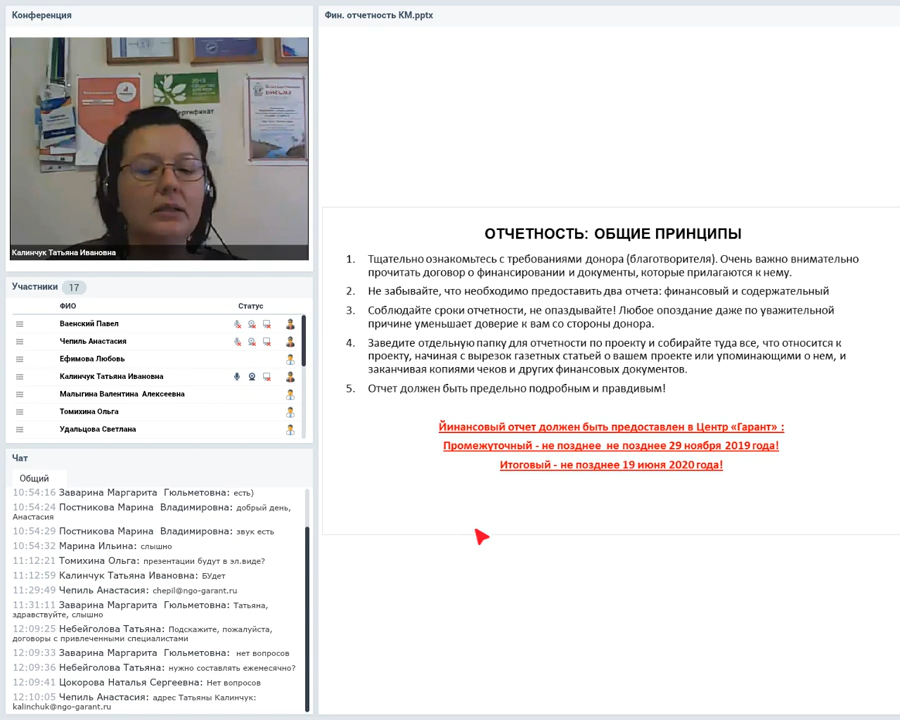 Конференция
Сертификат
Калинчук Татьяна Ивановна
Участники 17
ФИО Статус
Ваенский Павел
Чепиль Анастасия
Ефимова Любовь
Калинчук Татьяна Ивановна
Малыгина Валентина Алексеевна
Томихина Ольга
Удальцова Светлана
Чат
Общий
10:54:16 Заварина Маргарита Гюльметовна: есть)
10:54:24 Постникова Марина Владимировна: добрый день,
Анастасия
10:54:29 Постникова Марина Владимировна: звук есть
10:54:32 Марина Ильина: слышно
11:12:21 Томихина Ольга: презентации будут в эл.виде?
11:12:59 Калинчук Татьяна Ивановна: БУдет
11:29:49 Чепиль Анастасия: chepil@ngo-garant.ru
11:31:11 Заварина Маргарита Гюльметовна: Татьяна,
здравствуйте, слышно
12:09:25 Небейголова Татьяна: Подскажите, пожалуйста,
договоры с привлеченными специалистами
12:09:33 Заварина Маргарита Гюльметовна: нет вопросов
12:09:36 Небейголова Татьяна: нужно составлять ежемесячно?
12:09:41 Цокорова Наталья Сергеевна: Нет вопросов
12:10:05 Чепиль Анастасия: адрес Татьяны Калинчук:
kalinchuk@ngo-garant.ru
Фин. отчетность КМ.pptx
ОТЧЕТНОСТЬ: ОБЩИЕ ПРИНЦИПЫ
1. Тщательно ознакомьтесь с требованиями донора (благотворителя). Очень важно внимательно
прочитать договор о финансировании и документы, которые прилагаются к нему.
2. Не забывайте, что необходимо предоставить два отчета: финансовый и содержательный
3. Соблюдайте сроки отчетности, не опаздывайте! Любое опоздание даже по уважительной
причине уменьшает доверие к вам со стороны донора.
4. Заведите отдельную папку для отчетности по проекту и собирайте туда все, что относится к
проекту, начиная с вырезок газетных статьей о вашем проекте или упоминающими о нем, и
заканчивая копиями чеков и других финансовых документов.
5. Отчет должен быть предельно подробным и правдивым!
Йинансовый отчет должен быть предоставлен в Центр «Гарант» :
Промежуточный - не позднее не позднее 29 ноября 2019 года!
Итоговый - не позднее 19 июня 2020 года!